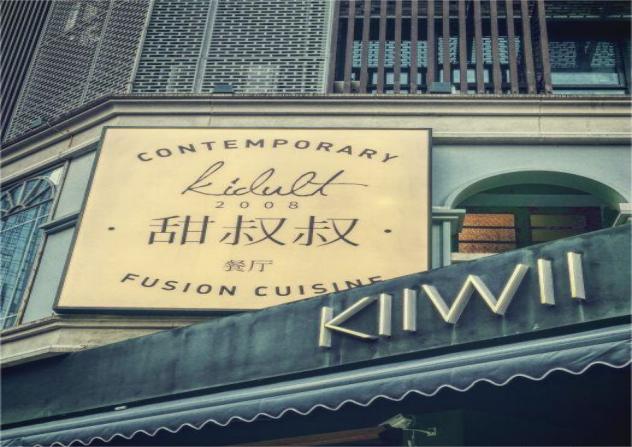 CONTEMPORARY
kidult
2008
· 甜叔叔 ·
餐厅
FUSION CUISINE
KIIWII